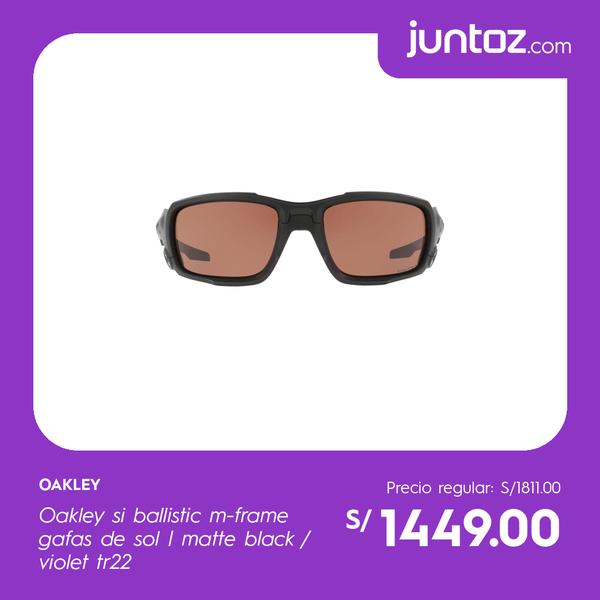 juntoz.com
OAKLEY
Oakley si ballistic m-frame
gafas de sol l matte black /
violet tr22
Precio regular: S/1811.00
S/ 1449.00